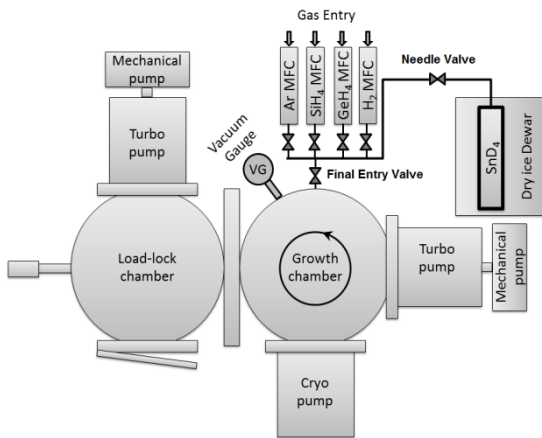 Gas Entry
Mechanical
pump
Ar MFC
SiH₄ MFC
GeH₄ MFC
H₂ MFC
Needle Valve
Turbo
pump
Vacuum
Gauge
VG
Final Entry Valve
SnD₄
Dry ice Dewar
Load-lock
chamber
Growth
chamber
Turbo
pump
Mechanical
pump
Cryo
pump